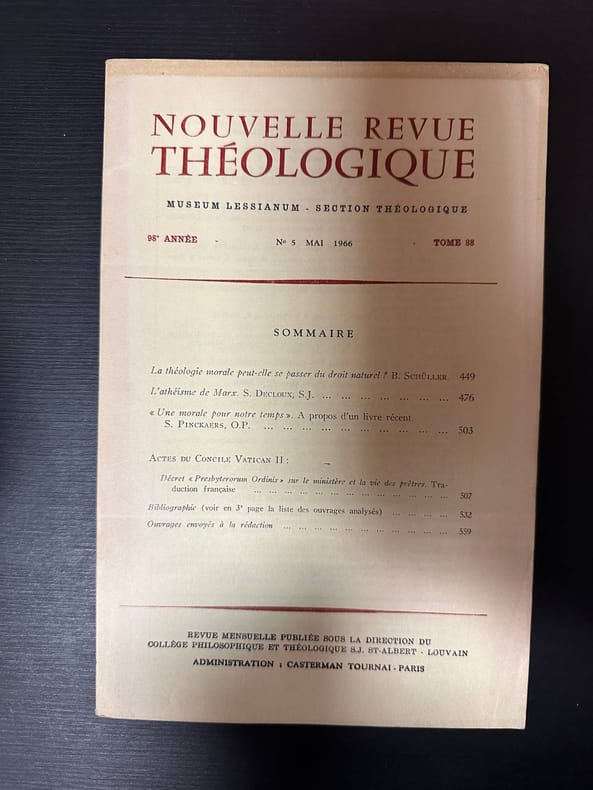 NOUVELLE REVUE
THÉOLOGIQUE
MUSEUM LESSIANUM - SECTION THÉOLOGIQUE
98e ANNÉE - No 5 MAI 1966 - TOME 88
SOMMAIRE
La théologie morale peut-elle se passer du droit naturel ? B. SCHÜLLER. 449
L'athéisme de Marx. S. DECLOUX, S.J. ... ... ... ... ... ... ... 476
« Une morale pour notre temps ». A propos d'un livre récent.
S. PINCKAERS, O.P. ... ... ... ... ... ... ... ... ... ... 503
ACTES DU CONCILE VATICAN II :
Décret « Presbyterorum Ordinis » sur le ministère et la vie des prêtres. Tra-
duction française ... ... ... ... ... ... ... ... ... ... ... 507
Bibliographie (voir en 3e page la liste des ouvrages analysés) ... ... ... ... 532
Ouvrages envoyés à la rédaction ... ... ... ... ... ... ... ... ... 559
REVUE MENSUELLE PUBLIÉE SOUS LA DIRECTION DU
COLLÈGE PHILOSOPHIQUE ET THÉOLOGIQUE S.J. ST-ALBERT - LOUVAIN
ADMINISTRATION : CASTERMAN TOURNAI - PARIS